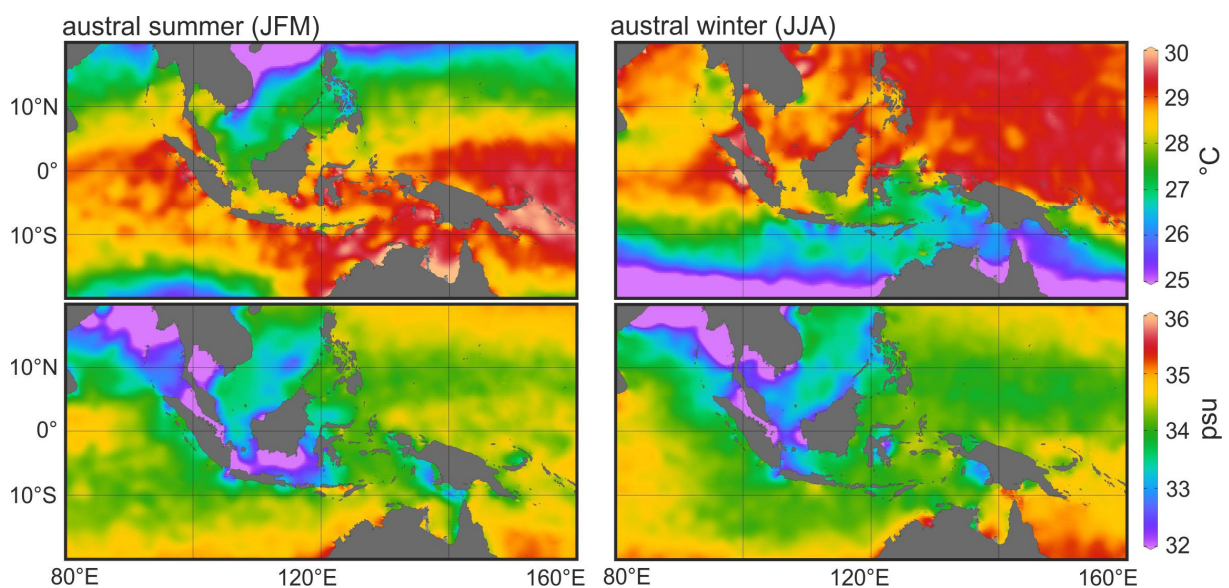 austral summer (JFM)
austral winter (JJA)
10°N
0°
10°S
30
29
28
27
26
25
°C
10°N
0°
10°S
36
35
34
33
32
psu
80°E
120°E
160°E
80°E
120°E
160°E